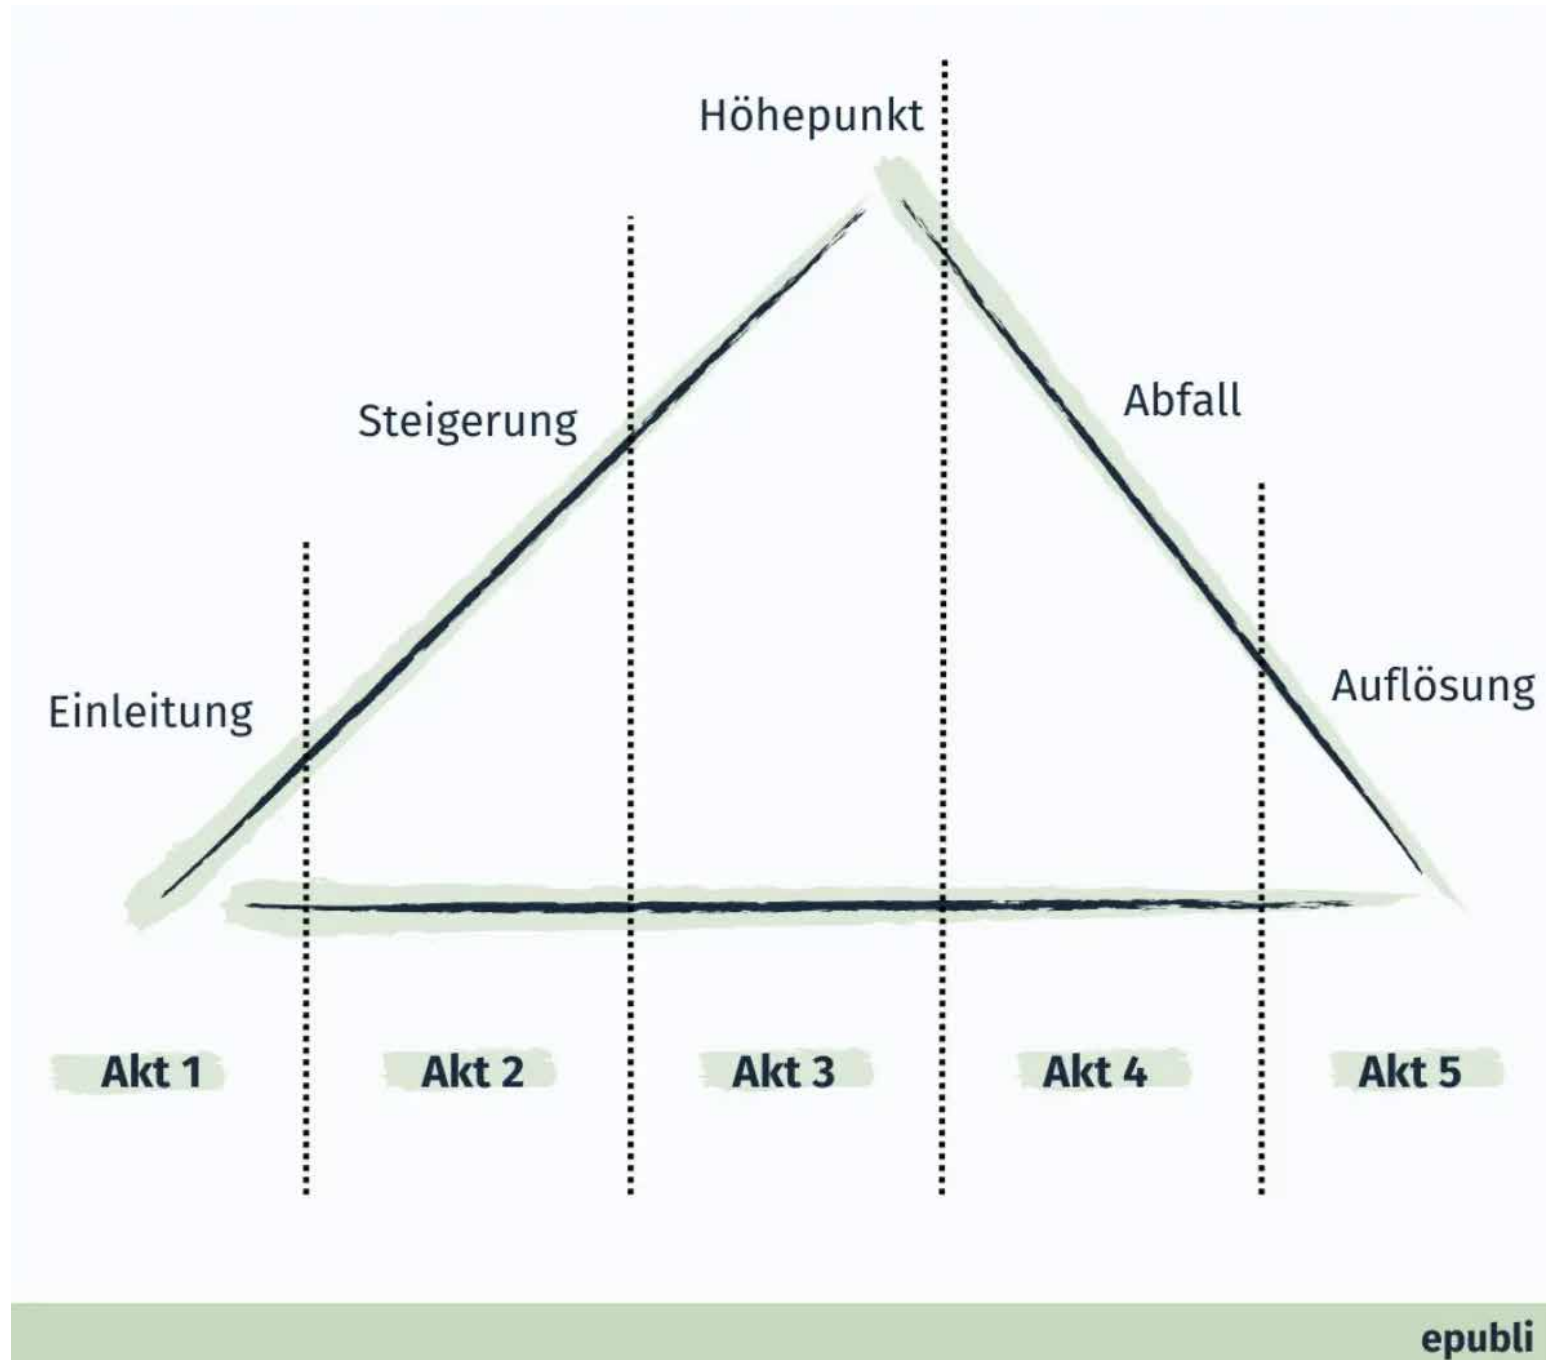 Höhepunkt
Steigerung
Abfall
Einleitung
Auflösung
Akt 1
Akt 2
Akt 3
Akt 4
Akt 5
epubli